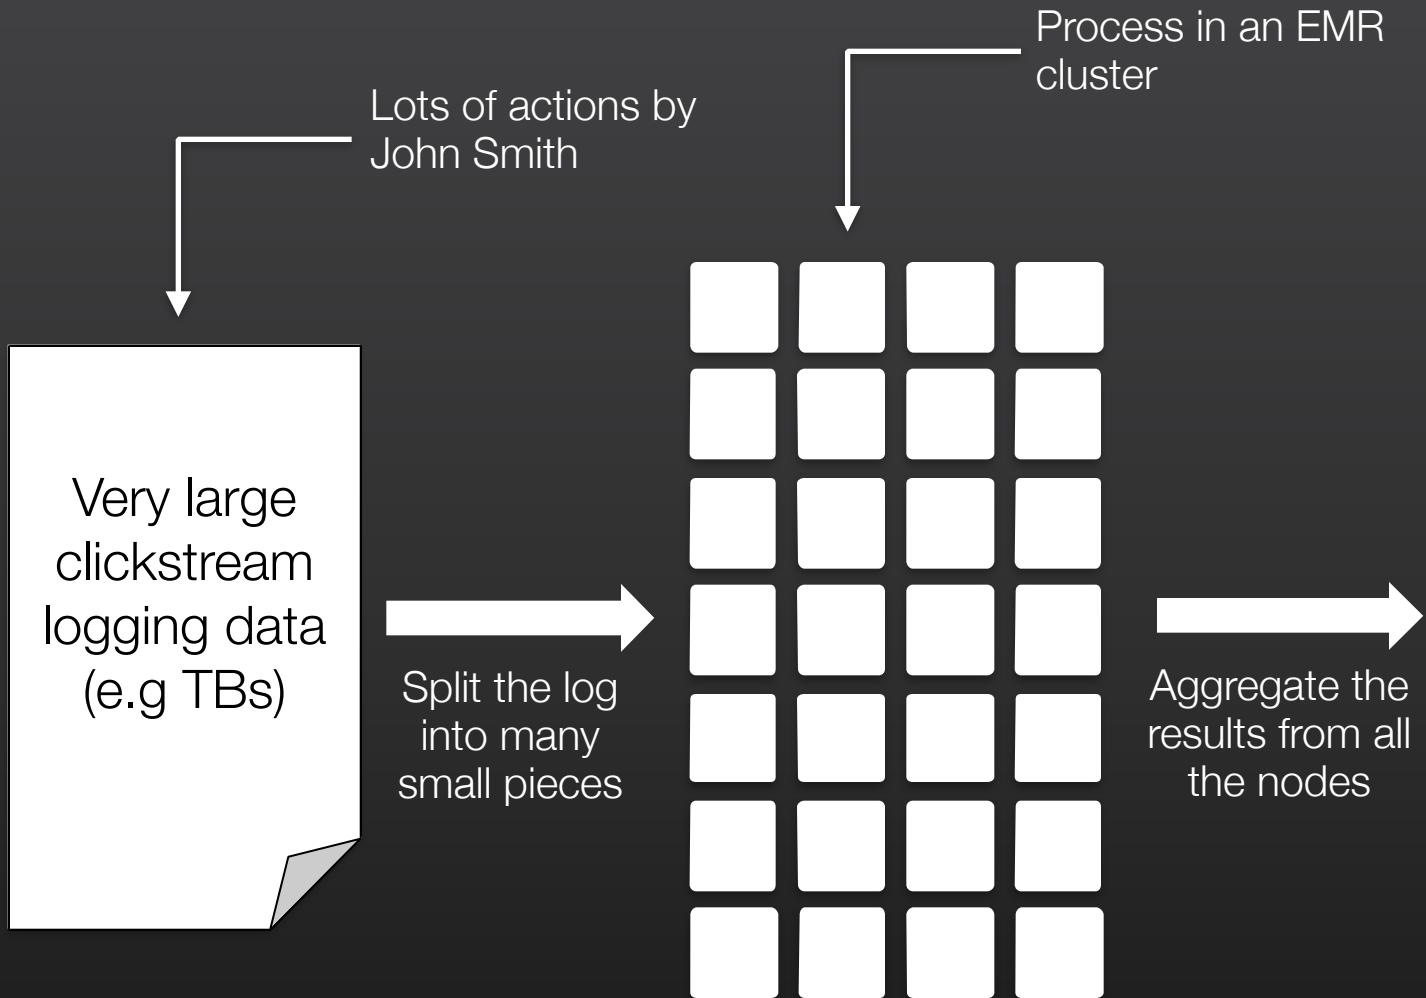 Process in an EMR
cluster
Lots of actions by
John Smith
Very large
clickstream
logging data
(e.g TBs)
Split the log
into many
small pieces
Aggregate the
results from all
the nodes